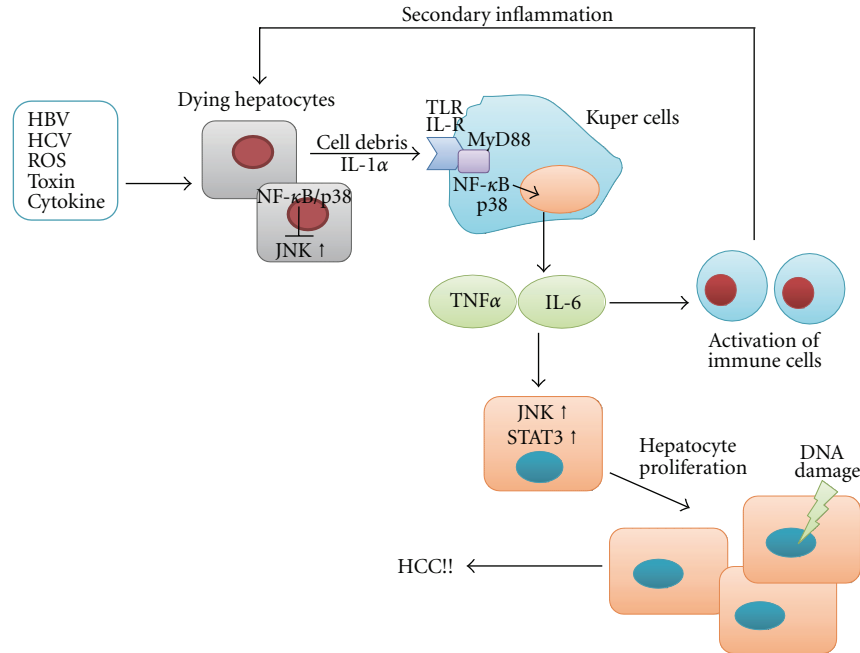 Secondary inflammation
Dying hepatocytes
HBV
HCV
ROS
Toxin
Cytokine
Cell debris
IL-1α
TLR
IL-R
MyD88
Kuper cells
NF-κB
p38
NF-κB/p38
JNK ↑
TNFα
IL-6
Activation of
immune cells
JNK ↑
STAT3 ↑
Hepatocyte
proliferation
DNA
damage
HCC!!